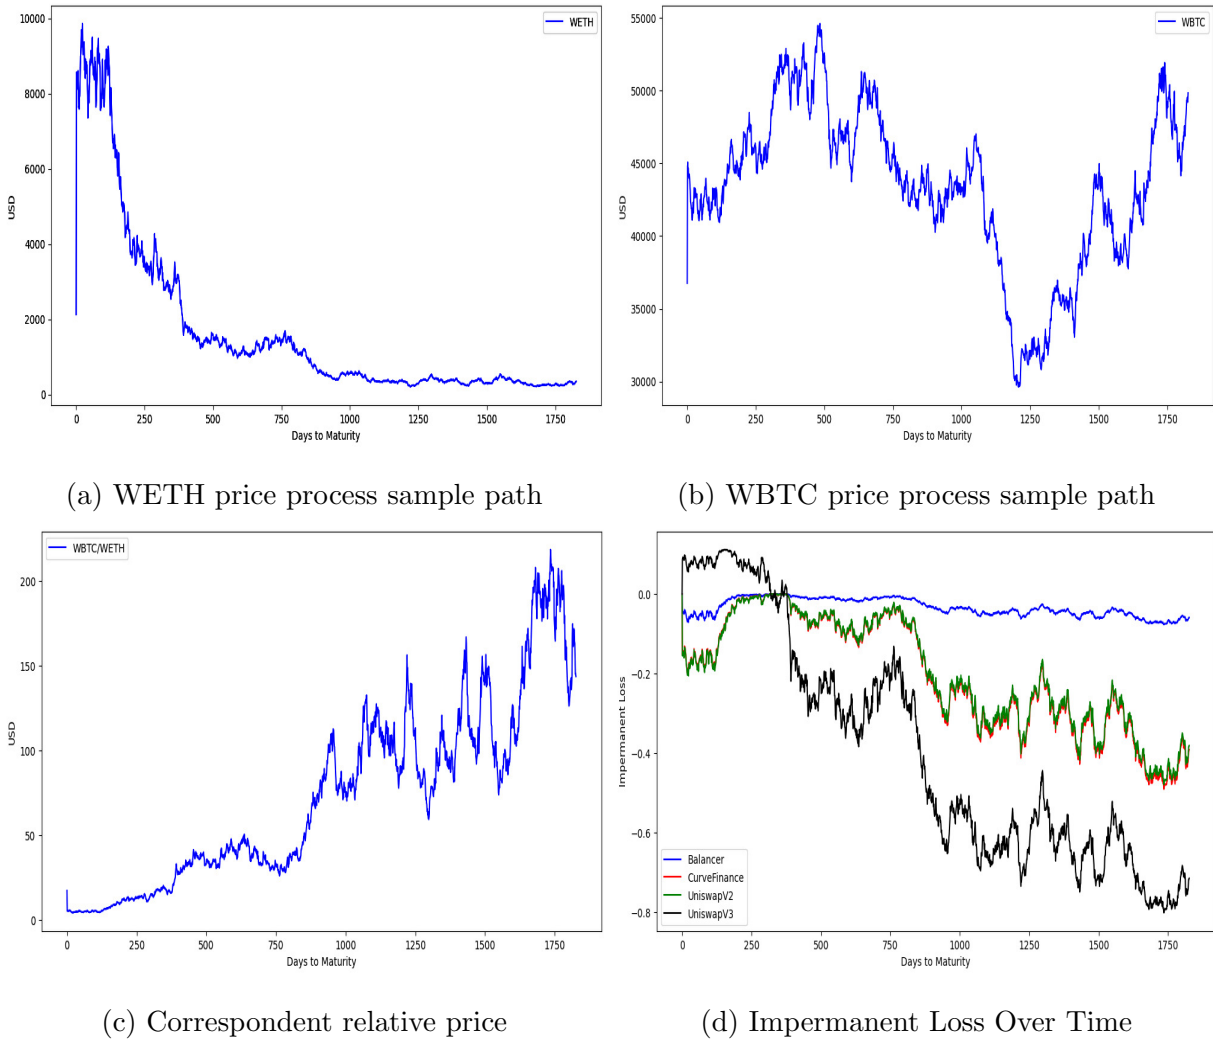 10000
8000
6000
4000
2000
0
USD
WETH
0 250 500 750 1000 1250 1500 1750
Days to Maturity
(a) WETH price process sample path
55000
50000
45000
40000
35000
30000
USD
WBTC
0 250 500 750 1000 1250 1500 1750
Days to Maturity
(b) WBTC price process sample path
200
150
100
50
0
USD
WBTC/WETH
0 250 500 750 1000 1250 1500 1750
Days to Maturity
(c) Correspondent relative price
0.0
−0.2
−0.4
−0.6
−0.8
Impermanent Loss
Balancer
CurveFinance
UniswapV2
UniswapV3
0 250 500 750 1000 1250 1500 1750
Days to Maturity
(d) Impermanent Loss Over Time